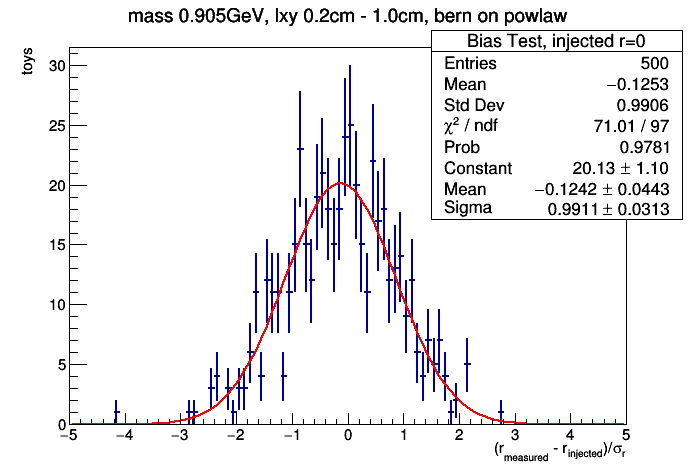 mass 0.905GeV, lxy 0.2cm - 1.0cm, bern on powlaw
Bias Test, injected r=0
Entries 500
Mean −0.1253
Std Dev 0.9906
χ² / ndf 71.01 / 97
Prob 0.9781
Constant 20.13 ± 1.10
Mean −0.1242 ± 0.0443
Sigma 0.9911 ± 0.0313
toys
30
25
20
15
10
5
0
−5 −4 −3 −2 −1 0 1 2 3 4 5
(r_measured - r_injected)/σ_r